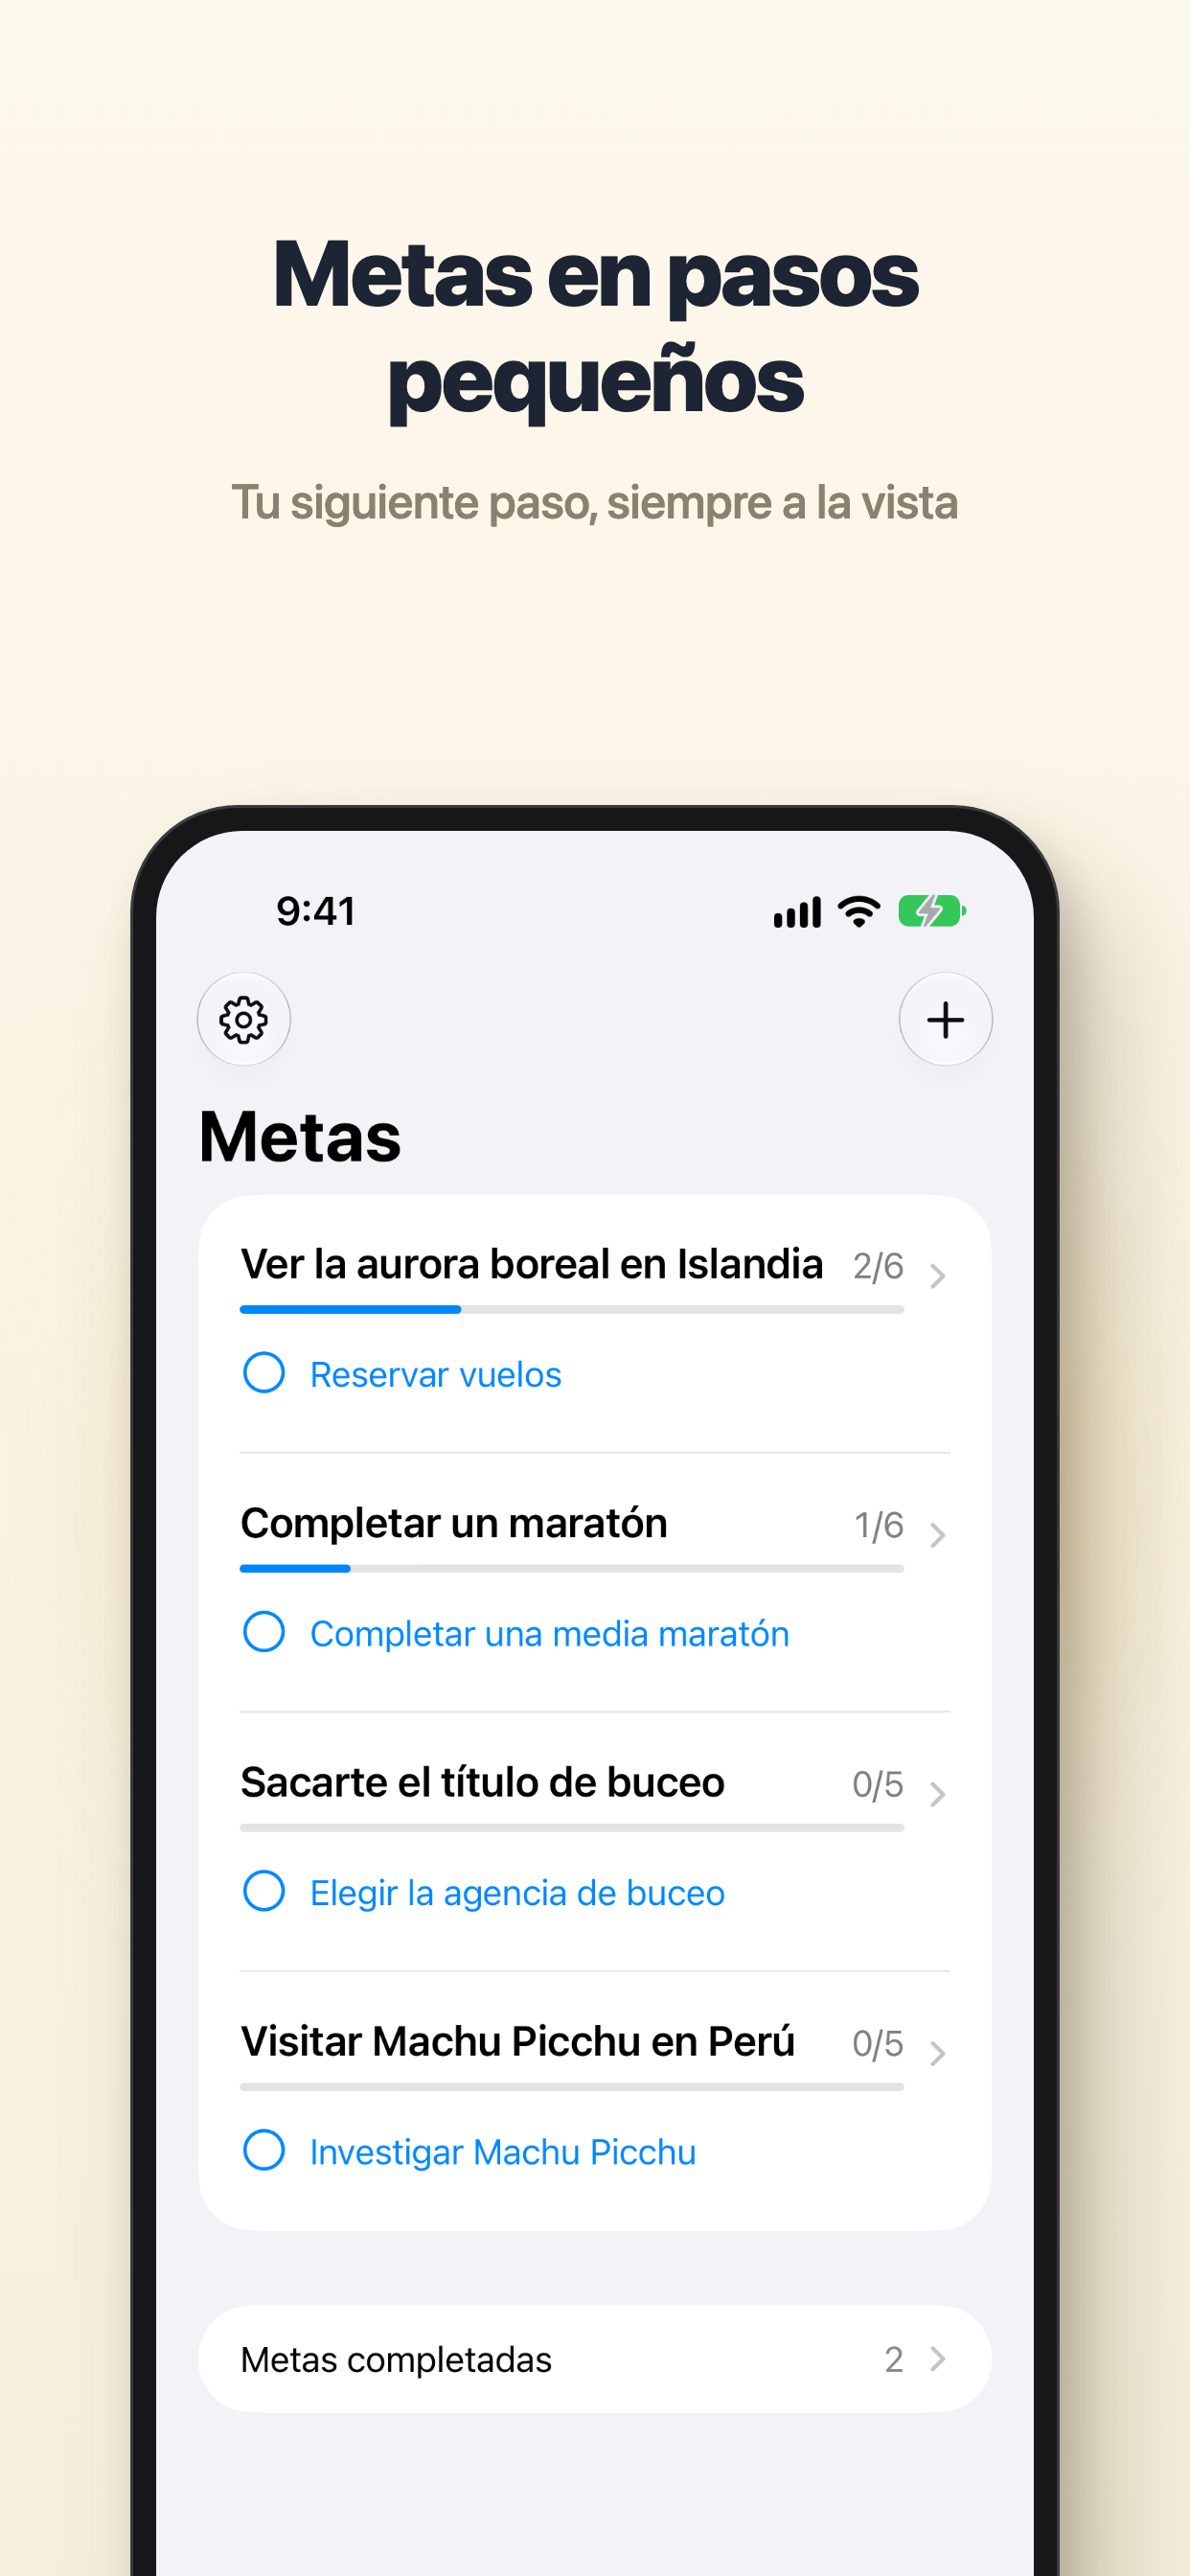 Metas en pasos
pequeños
Tu siguiente paso, siempre a la vista
9:41
Metas
Ver la aurora boreal en Islandia 2/6
Reservar vuelos
Completar un maratón 1/6
Completar una media maratón
Sacarte el título de buceo 0/5
Elegir la agencia de buceo
Visitar Machu Picchu en Perú 0/5
Investigar Machu Picchu
Metas completadas 2